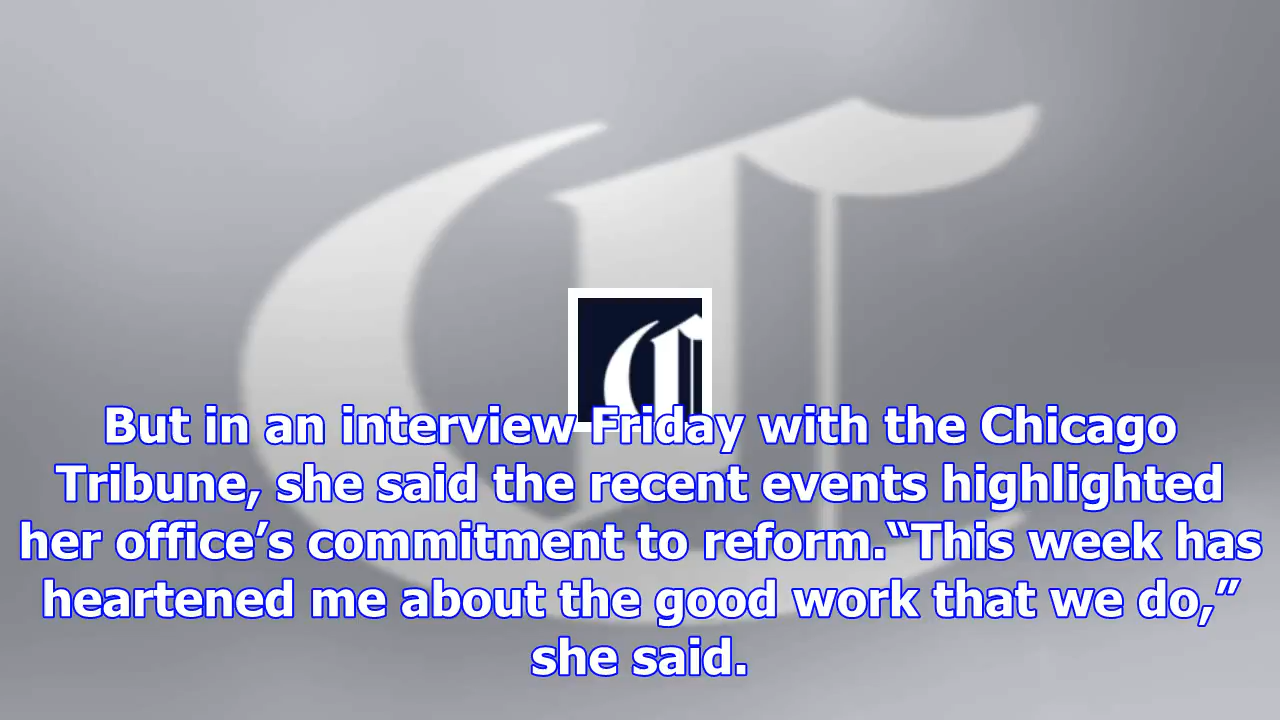 But in an interview Friday with the Chicago
Tribune, she said the recent events highlighted
her office’s commitment to reform.“This week has
heartened me about the good work that we do,”
she said.